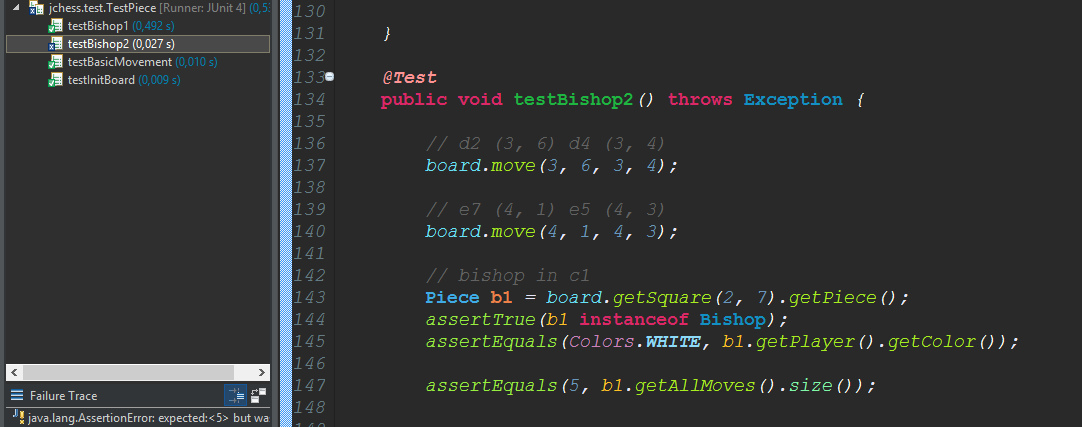 jchess.test.TestPiece [Runner: JUnit 4] (0,53
testBishop1 (0,492 s)
testBishop2 (0,027 s)
testBasicMovement (0,010 s)
testInitBoard (0,009 s)
Failure Trace
java.lang.AssertionError: expected:<5> but wa
130
131 }
132
133 @Test
134 public void testBishop2() throws Exception {
135
136 // d2 (3, 6) d4 (3, 4)
137 board.move(3, 6, 3, 4);
138
139 // e7 (4, 1) e5 (4, 3)
140 board.move(4, 1, 4, 3);
141
142 // bishop in c1
143 Piece b1 = board.getSquare(2, 7).getPiece();
144 assertTrue(b1 instanceof Bishop);
145 assertEquals(Colors.WHITE, b1.getPlayer().getColor());
146
147 assertEquals(5, b1.getAllMoves().size());
148